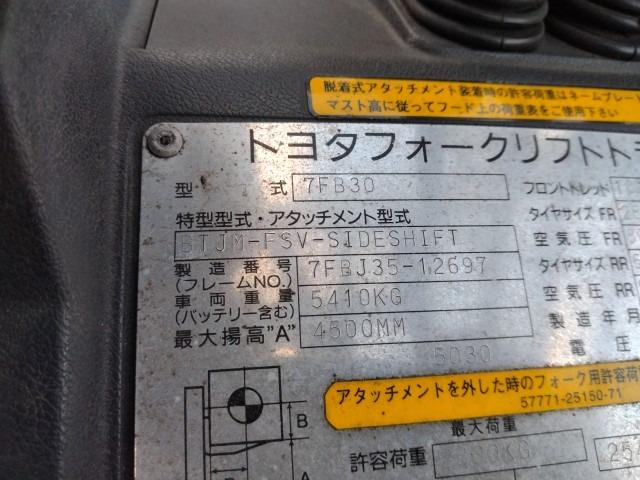 脱着式アタッチメント装着時の許容荷重はネームプレー
マスト高に従ってフード上の荷重表をご使用下さい
トヨタフォークリフトト
型 式 7FB30 フロントトレット
特型型式・アタッチメント型式 タイヤサイズ FR
BTJM-FSV-SIDESHIFT 空気圧 FR
製造番号 7FBJ35-12697 タイヤサイズ RR
(フレームNO.)
車両重量 5410KG 空気圧 RR
(バッテリー含む) 製造年月
最大揚高"A" 4500MM
5030 電圧
アタッチメントを外した時のフォーク用許容荷
57771-25150-71
B
最大荷重
許容荷重 KG 25
A